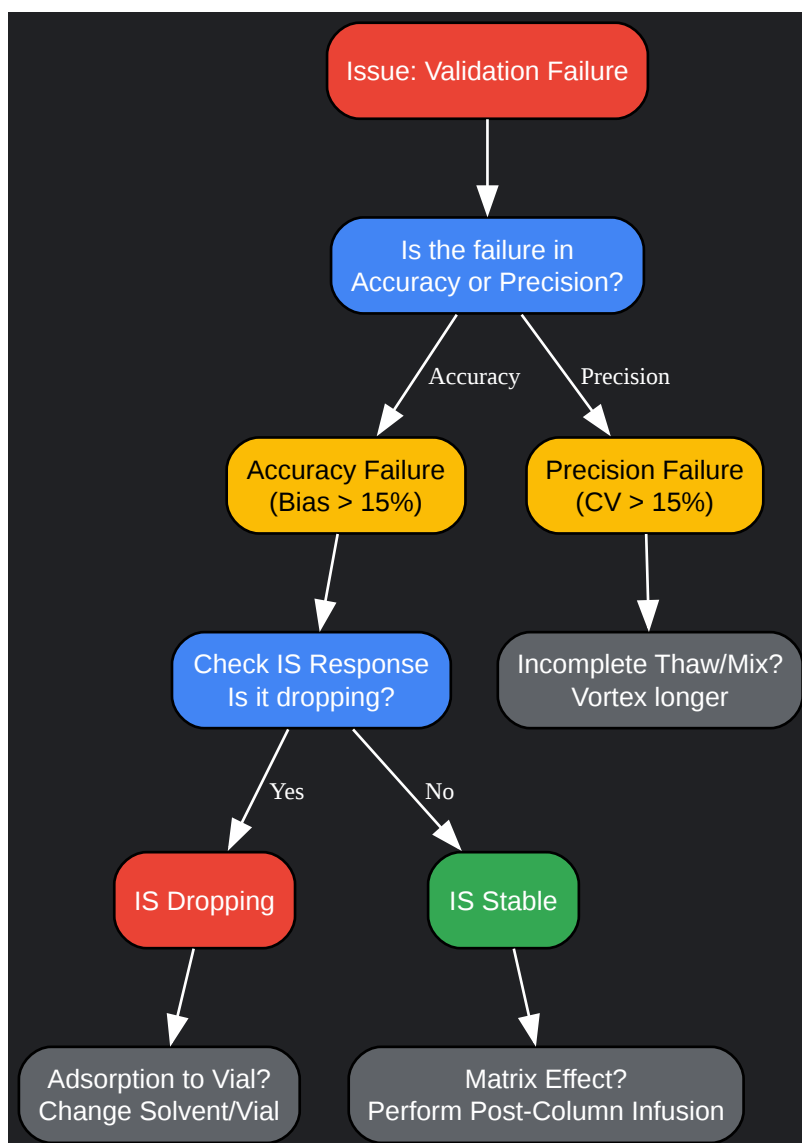 Issue: Validation Failure
Is the failure in
Accuracy or Precision?
Accuracy
Precision
Accuracy Failure
(Bias > 15%)
Precision Failure
(CV > 15%)
Check IS Response
Is it dropping?
Incomplete Thaw/Mix?
Vortex longer
Yes
No
IS Dropping
IS Stable
Adsorption to Vial?
Change Solvent/Vial
Matrix Effect?
Perform Post-Column Infusion